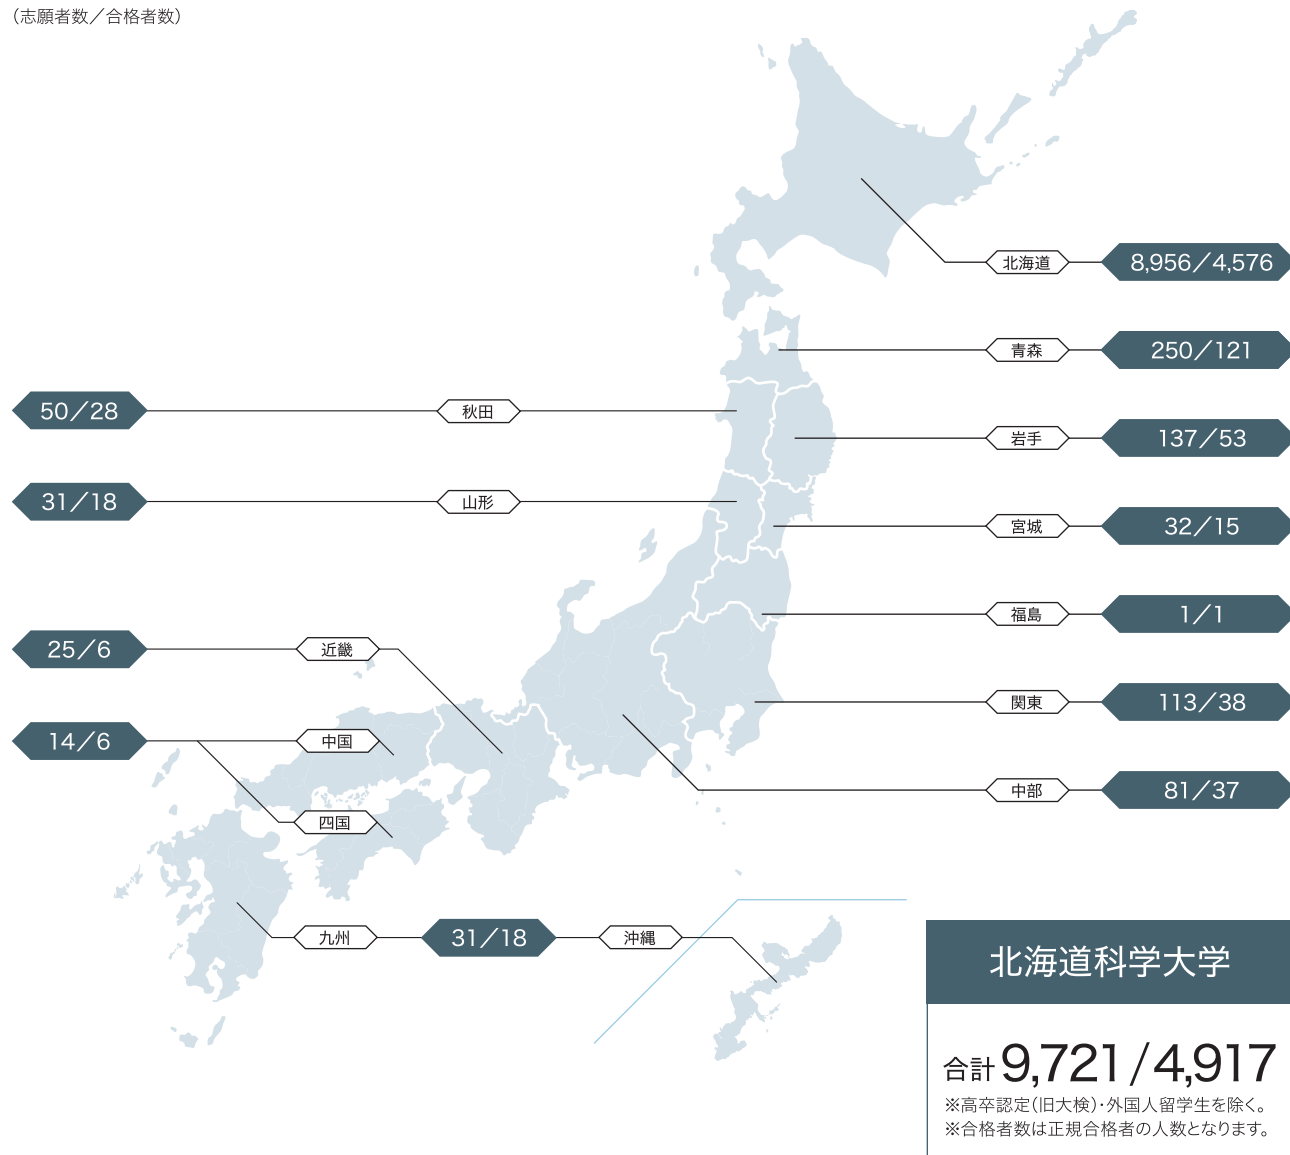 (志願者数／合格者数)
北海道
8,956／4,576
青森
250／121
50／28
秋田
岩手
137／53
31／18
山形
宮城
32／15
福島
1／1
25／6
近畿
関東
113／38
14／6
中国
中部
81／37
四国
九州
31／18
沖縄
北海道科学大学
合計 9,721／4,917
※高卒認定(旧大検)・外国人留学生を除く。
※合格者数は正規合格者の人数となります。